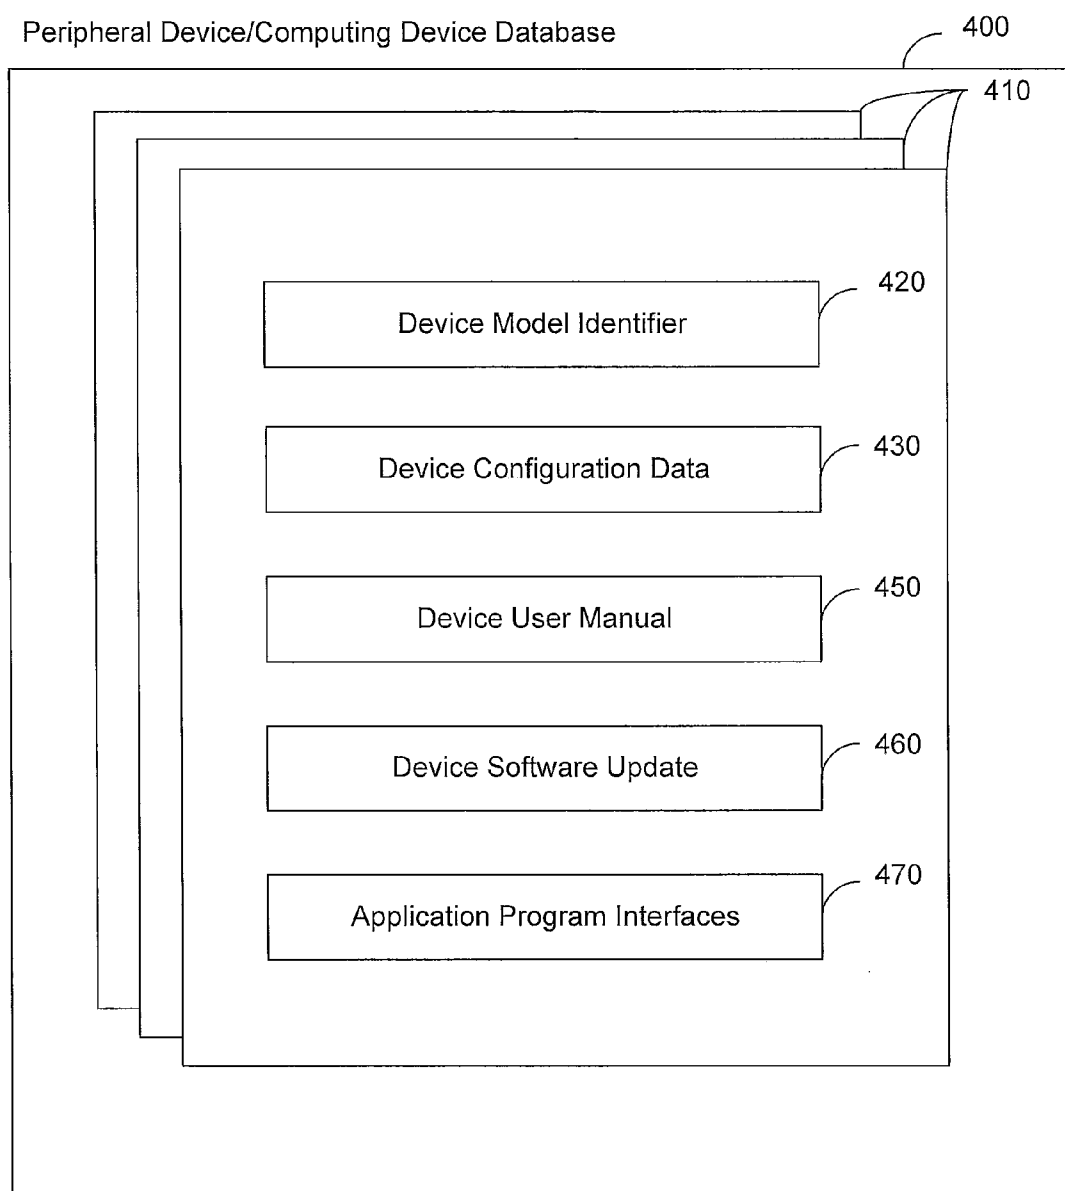 Peripheral Device/Computing Device Database
400
410
420
Device Model Identifier
430
Device Configuration Data
450
Device User Manual
460
Device Software Update
470
Application Program Interfaces